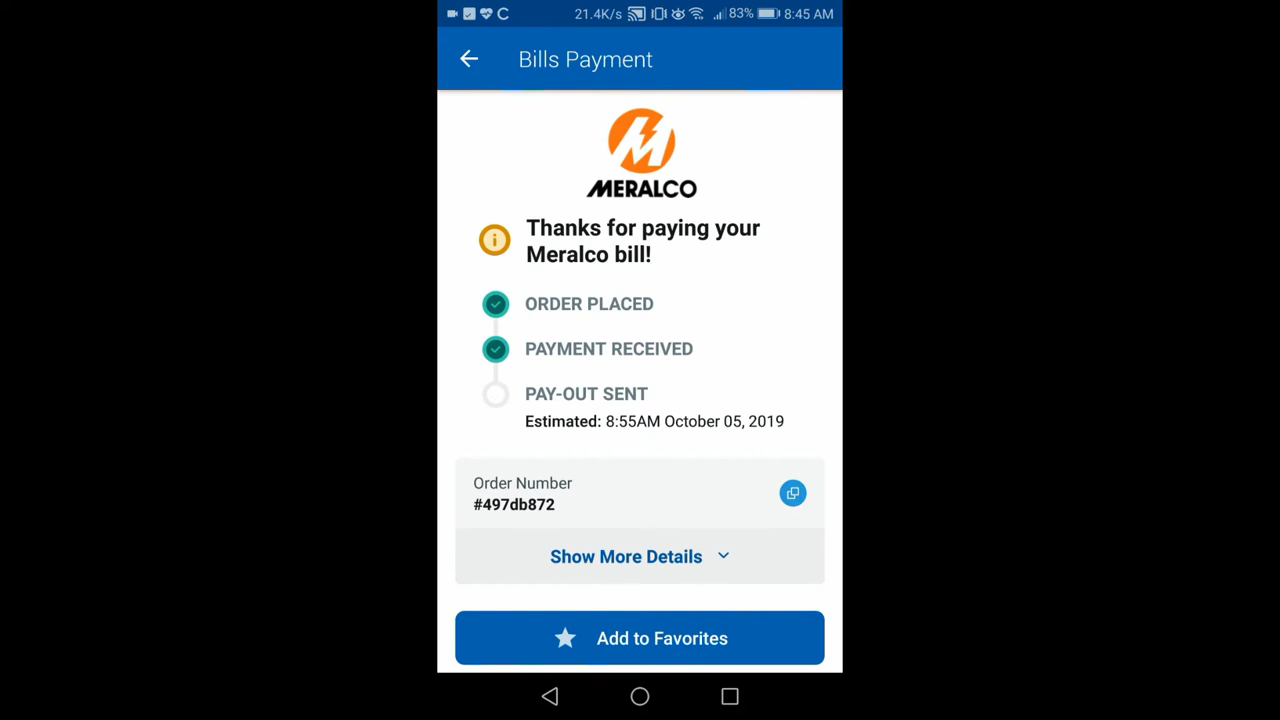 21.4K/s 83% 8:45 AM
Bills Payment
MERALCO
Thanks for paying your
Meralco bill!
ORDER PLACED
PAYMENT RECEIVED
PAY-OUT SENT
Estimated: 8:55AM October 05, 2019
Order Number
#497db872
Show More Details
Add to Favorites